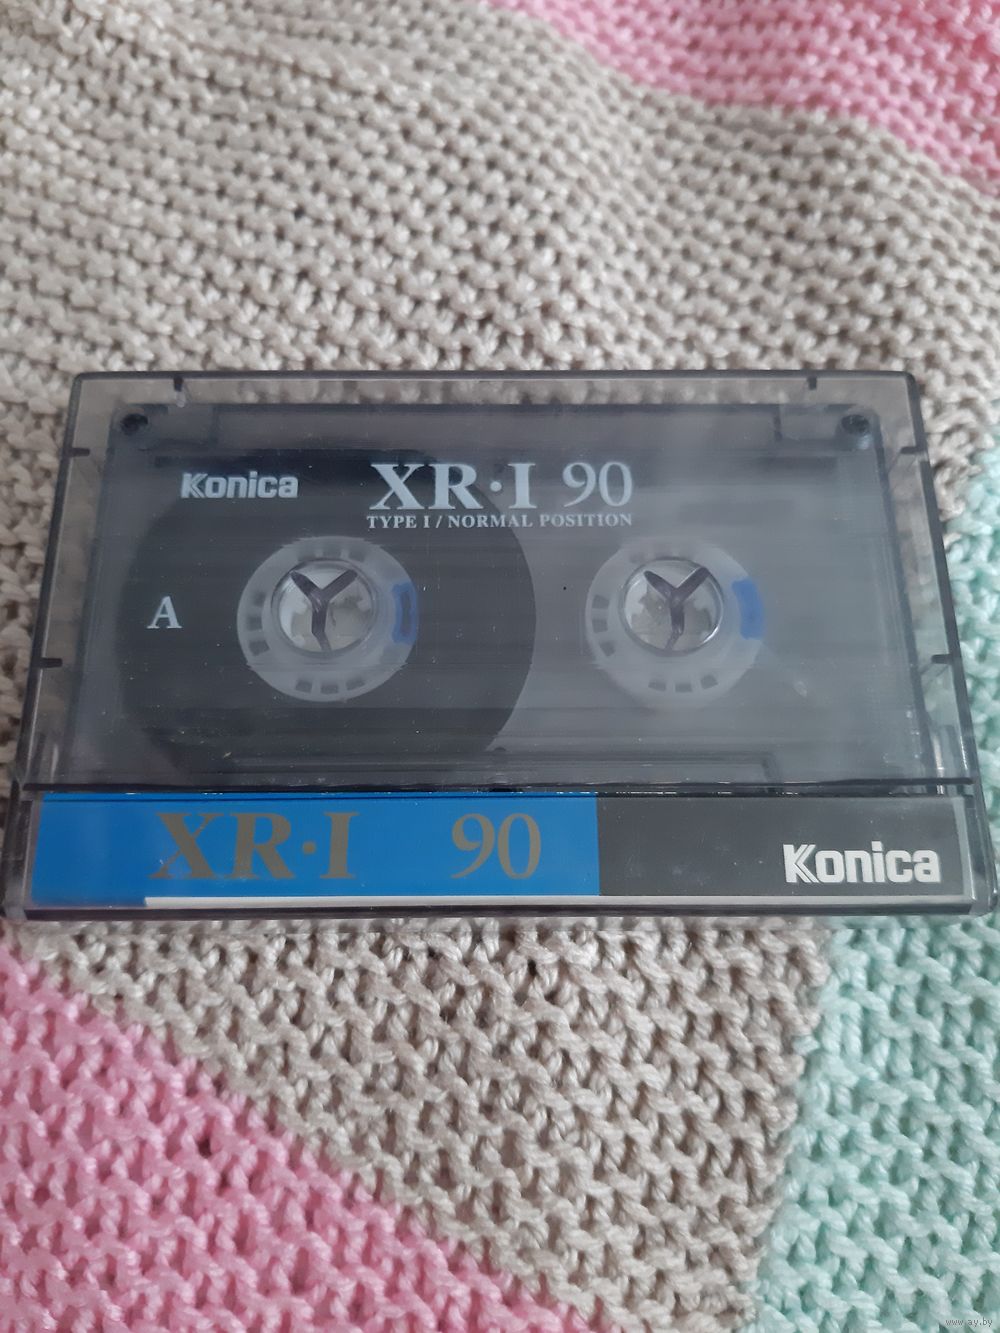 Konica
XR·I 90
TYPE I / NORMAL POSITION
A
XR·I 90
Konica
www.ay.by